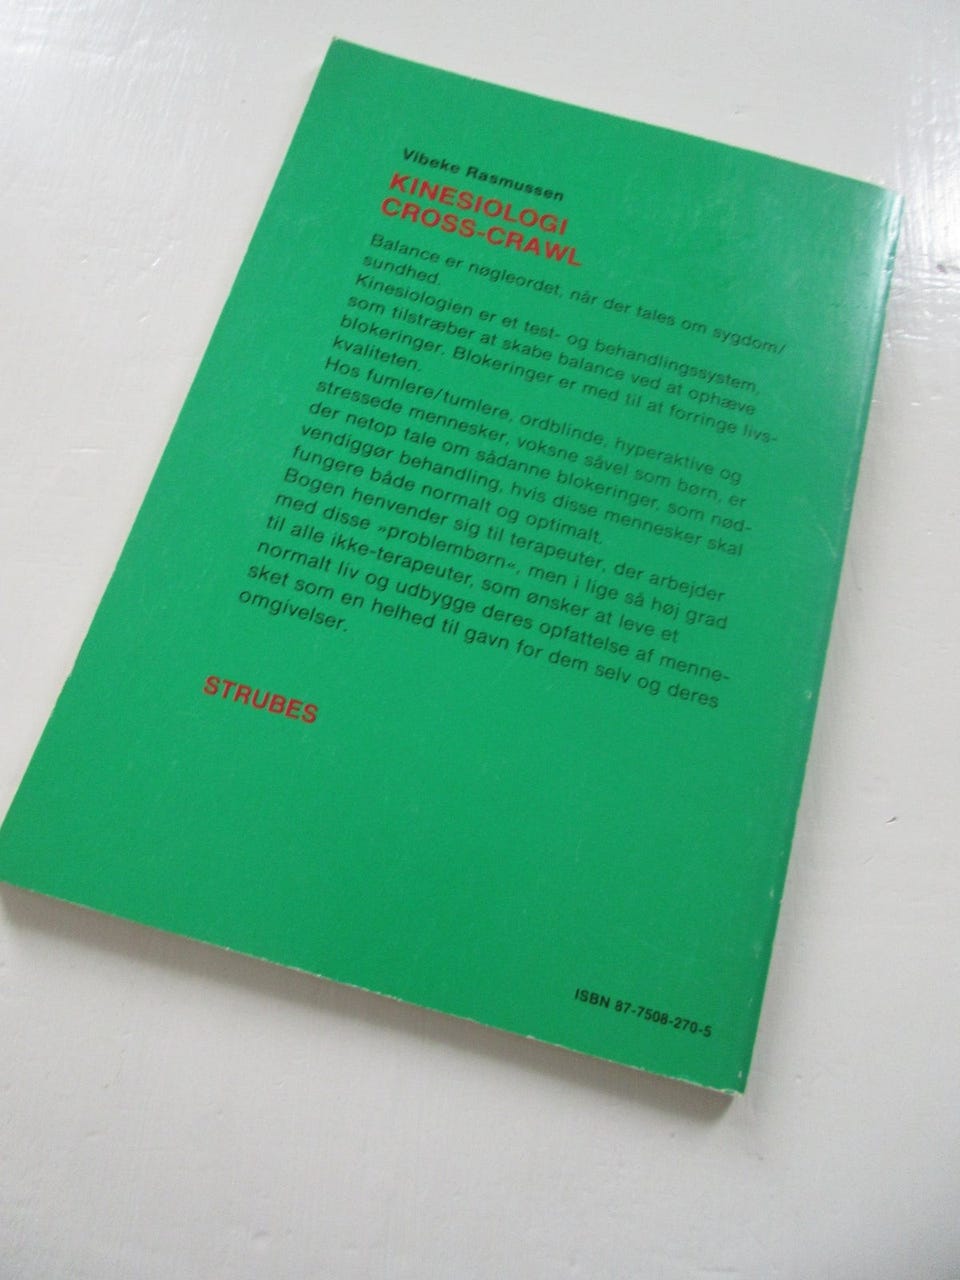 Vibeke Rasmussen
KINESIOLOGI
CROSS-CRAWL
Balance er nøgleordet, når der tales om sygdom/
sundhed.
Kinesiologien er et test- og behandlingssystem,
som tilstræber at skabe balance ved at ophæve
blokeringer. Blokeringer er med til at forringe livs-
kvaliteten.
Hos fumlere/tumlere, ordblinde, hyperaktive og
stressede mennesker, voksne såvel som børn, er
der netop tale om sådanne blokeringer, som nød-
vendiggør behandling, hvis disse mennesker skal
fungere både normalt og optimalt.
Bogen henvender sig til terapeuter, der arbejder
med disse »problembørn«, men i lige så høj grad
til alle ikke-terapeuter, som ønsker at leve et
normalt liv og udbygge deres opfattelse af menne-
sket som en helhed til gavn for dem selv og deres
omgivelser.
STRUBES
ISBN 87-7508-270-5